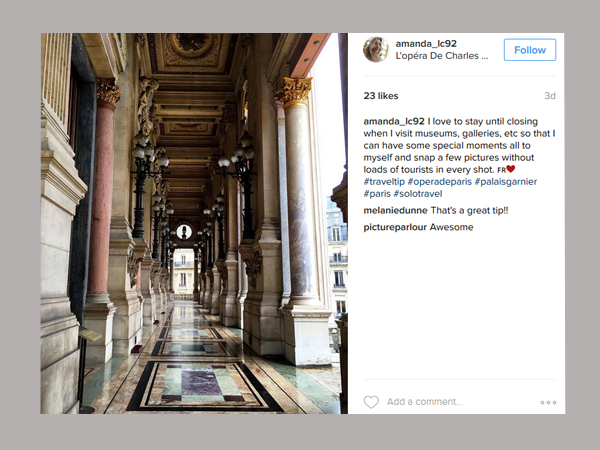 amanda_lc92
L'opéra De Charles ...
Follow
23 likes
3d
amanda_lc92 I love to stay until closing
when I visit museums, galleries, etc so that I
can have some special moments all to
myself and snap a few pictures without
loads of tourists in every shot. FR❤
#traveltip #operadeparis #palaisgarnier
#paris #solotravel
melaniedunne That's a great tip!!
pictureparlour Awesome
Add a comment...